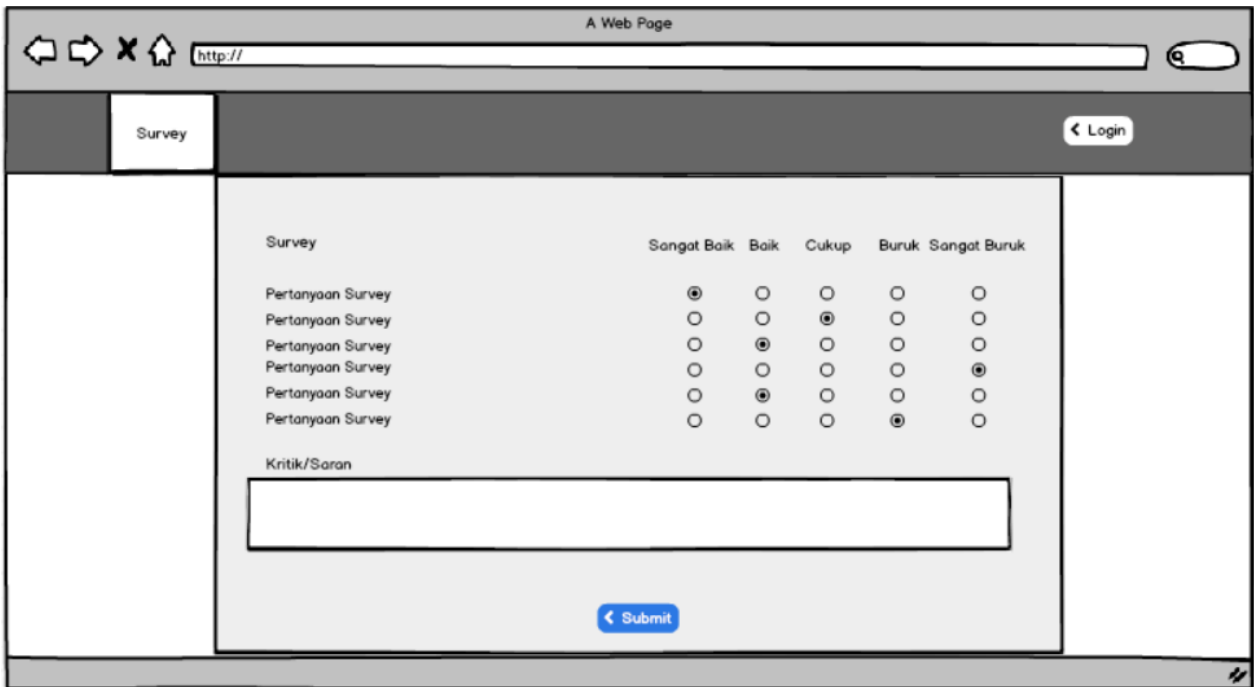 A Web Page
http://
Survey
Login
Survey Sangat Baik Baik Cukup Buruk Sangat Buruk
Pertanyaan Survey
Pertanyaan Survey
Pertanyaan Survey
Pertanyaan Survey
Pertanyaan Survey
Pertanyaan Survey
Kritik/Saran
Submit